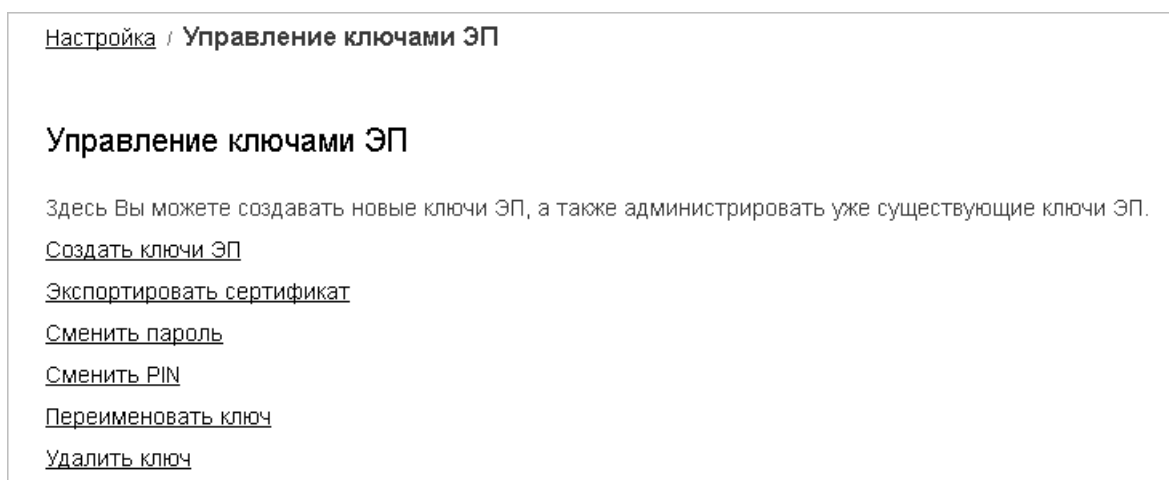 Настройка / Управление ключами ЭП
Управление ключами ЭП
Здесь Вы можете создавать новые ключи ЭП, а также администрировать уже существующие ключи ЭП.
Создать ключи ЭП
Экспортировать сертификат
Сменить пароль
Сменить PIN
Переименовать ключ
Удалить ключ